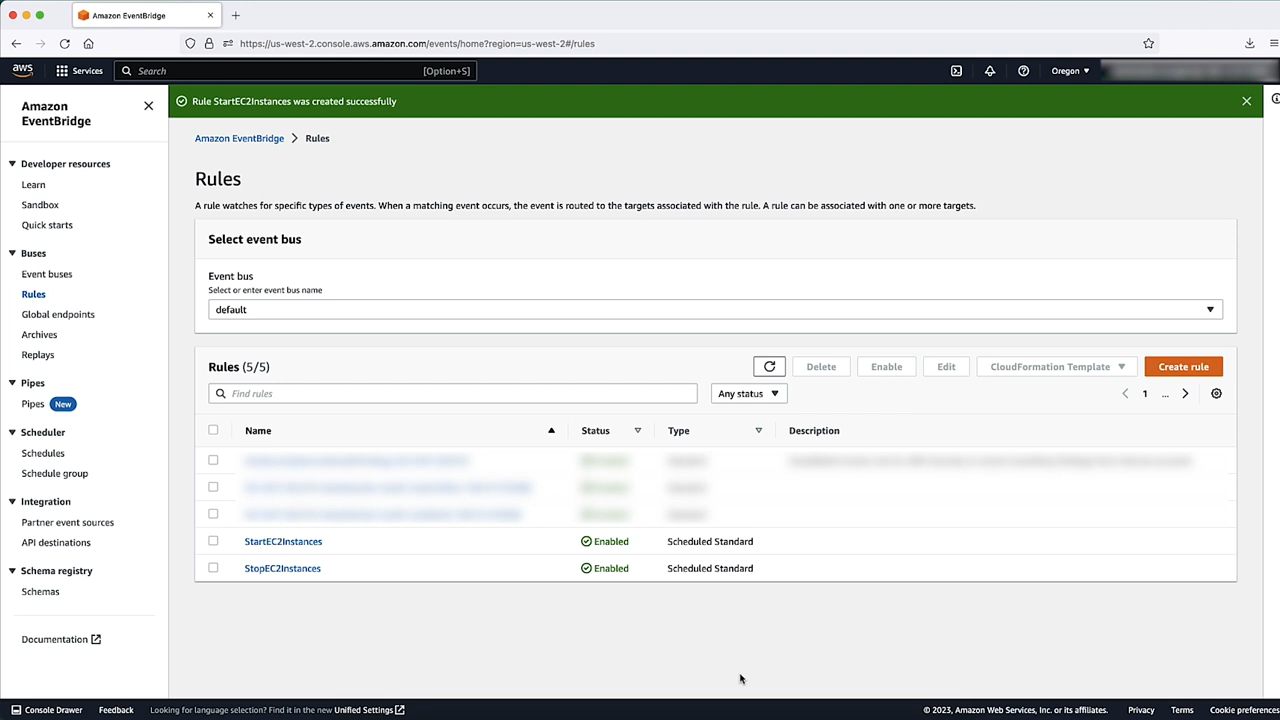 Amazon EventBridge
https://us-west-2.console.aws.amazon.com/events/home?region=us-west-2#/rules
aws
Services
Search
[Option+S]
Oregon
Amazon
EventBridge
Developer resources
Learn
Sandbox
Quick starts
Buses
Event buses
Rules
Global endpoints
Archives
Replays
Pipes
Pipes New
Scheduler
Schedules
Schedule group
Integration
Partner event sources
API destinations
Schema registry
Schemas
Documentation
Rule StartEC2Instances was created successfully
Amazon EventBridge > Rules
Rules
A rule watches for specific types of events. When a matching event occurs, the event is routed to the targets associated with the rule. A rule can be associated with one or more targets.
Select event bus
Event bus
Select or enter event bus name
default
Rules (5/5)
Delete
Enable
Edit
CloudFormation Template
Create rule
Find rules
Any status
1 ...
Name Status Type Description
StartEC2Instances Enabled Scheduled Standard
StopEC2Instances Enabled Scheduled Standard
Console Drawer
Feedback
Looking for language selection? Find it in the new Unified Settings
© 2023, Amazon Web Services, Inc. or its affiliates.
Privacy
Terms
Cookie preferences